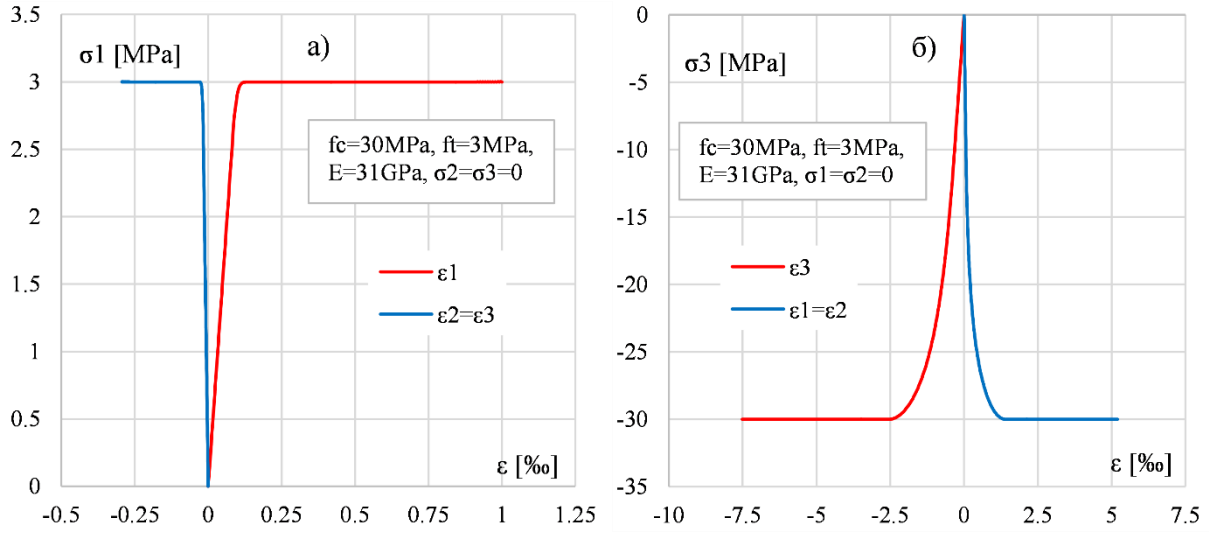 σ1 [MPa]
а)
3.5
3
2.5
2
1.5
1
0.5
0
fc=30MPa, ft=3MPa,
E=31GPa, σ2=σ3=0
ε1
ε2=ε3
ε [‰]
-0.5 -0.25 0 0.25 0.5 0.75 1 1.25
σ3 [MPa]
б)
0
-5
-10
-15
-20
-25
-30
-35
fc=30MPa, ft=3MPa,
E=31GPa, σ1=σ2=0
ε3
ε1=ε2
ε [‰]
-10 -7.5 -5 -2.5 0 2.5 5 7.5